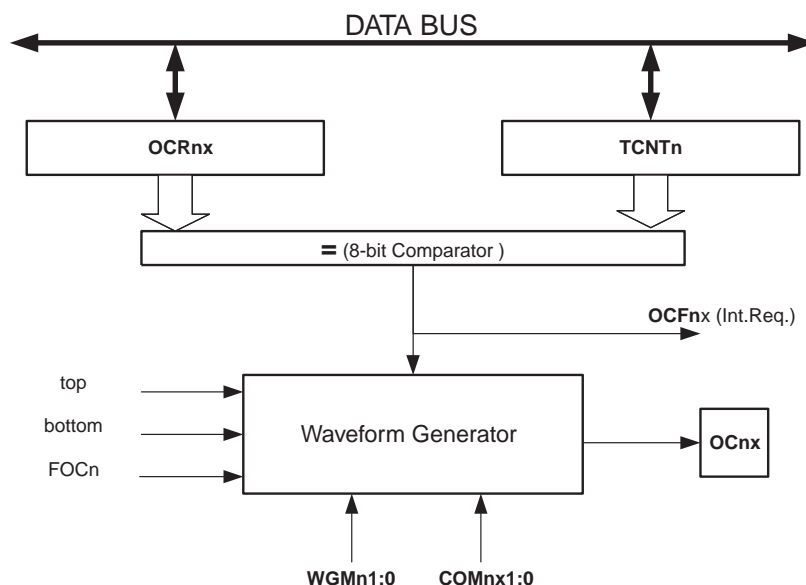 DATA BUS
OCRnx
TCNTn
= (8-bit Comparator )
OCFnx (Int.Req.)
top
bottom
FOCn
Waveform Generator
OCnx
WGMn1:0
COMnx1:0